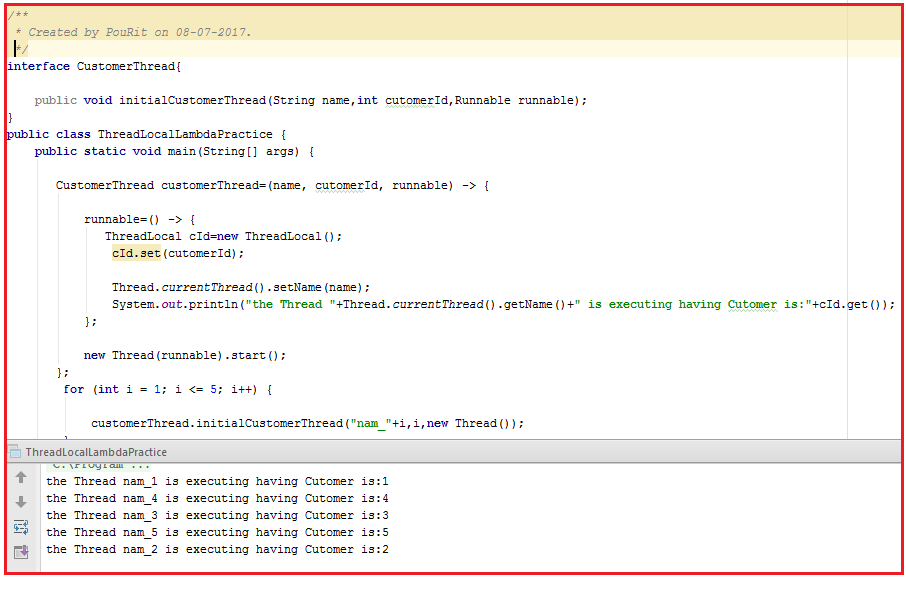 /**
* Created by PouRit on 08-07-2017.
*/
interface CustomerThread{
public void initialCustomerThread(String name,int cutomerId,Runnable runnable);
}
public class ThreadLocalLambdaPractice {
public static void main(String[] args) {
CustomerThread customerThread=(name, cutomerId, runnable) -> {
runnable=() -> {
ThreadLocal cId=new ThreadLocal();
cId.set(cutomerId);
Thread.currentThread().setName(name);
System.out.println("the Thread "+Thread.currentThread().getName()+" is executing having Cutomer is:"+cId.get());
};
new Thread(runnable).start();
};
for (int i = 1; i <= 5; i++) {
customerThread.initialCustomerThread("nam_"+i,i,new Thread());
ThreadLocalLambdaPractice
"C:\Program ...
the Thread nam_1 is executing having Cutomer is:1
the Thread nam_4 is executing having Cutomer is:4
the Thread nam_3 is executing having Cutomer is:3
the Thread nam_5 is executing having Cutomer is:5
the Thread nam_2 is executing having Cutomer is:2